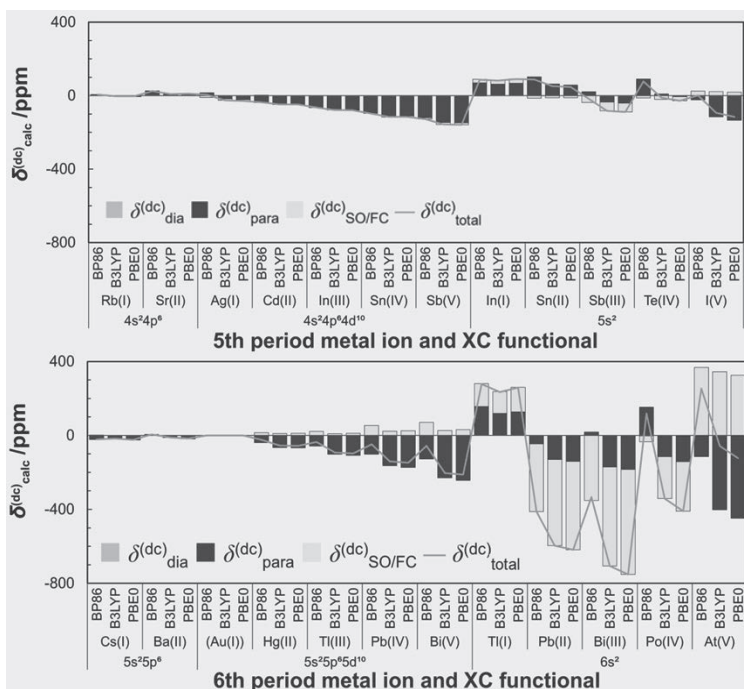 400
0
-400
-800
δ(dc)calc /ppm
δ(dc)dia δ(dc)para δ(dc)SO/FC δ(dc)total
BP86 B3LYP PBE0 BP86 B3LYP PBE0 BP86 B3LYP PBE0 BP86 B3LYP PBE0 BP86 B3LYP PBE0 BP86 B3LYP PBE0 BP86 B3LYP PBE0 BP86 B3LYP PBE0 BP86 B3LYP PBE0 BP86 B3LYP PBE0 BP86 B3LYP PBE0 BP86 B3LYP PBE0
Rb(I) Sr(II) Ag(I) Cd(II) In(III) Sn(IV) Sb(V) In(I) Sn(II) Sb(III) Te(IV) I(V)
4s²4p⁶ 4s²4p⁶4d¹⁰ 5s²
5th period metal ion and XC functional
400
0
-400
-800
δ(dc)calc /ppm
δ(dc)dia δ(dc)para δ(dc)SO/FC δ(dc)total
BP86 B3LYP PBE0 BP86 B3LYP PBE0 BP86 B3LYP PBE0 BP86 B3LYP PBE0 BP86 B3LYP PBE0 BP86 B3LYP PBE0 BP86 B3LYP PBE0 BP86 B3LYP PBE0 BP86 B3LYP PBE0 BP86 B3LYP PBE0 BP86 B3LYP PBE0 BP86 B3LYP PBE0
Cs(I) Ba(II) (Au(I)) Hg(II) Tl(III) Pb(IV) Bi(V) Tl(I) Pb(II) Bi(III) Po(IV) At(V)
5s²5p⁶ 5s²5p⁶5d¹⁰ 6s²
6th period metal ion and XC functional